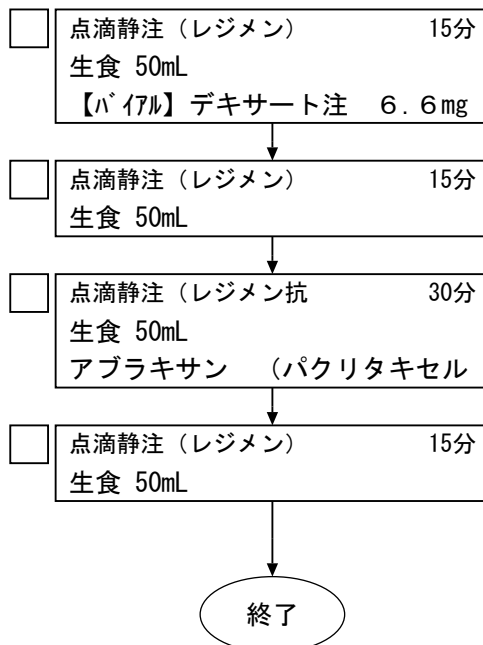 点滴静注（レジメン） 15分
生食 50mL
【ﾊﾞｲｱﾙ】デキサート注　６.６mg
点滴静注（レジメン） 15分
生食 50mL
点滴静注（レジメン抗 30分
生食 50mL
アブラキサン　（パクリタキセル
点滴静注（レジメン） 15分
生食 50mL
終了